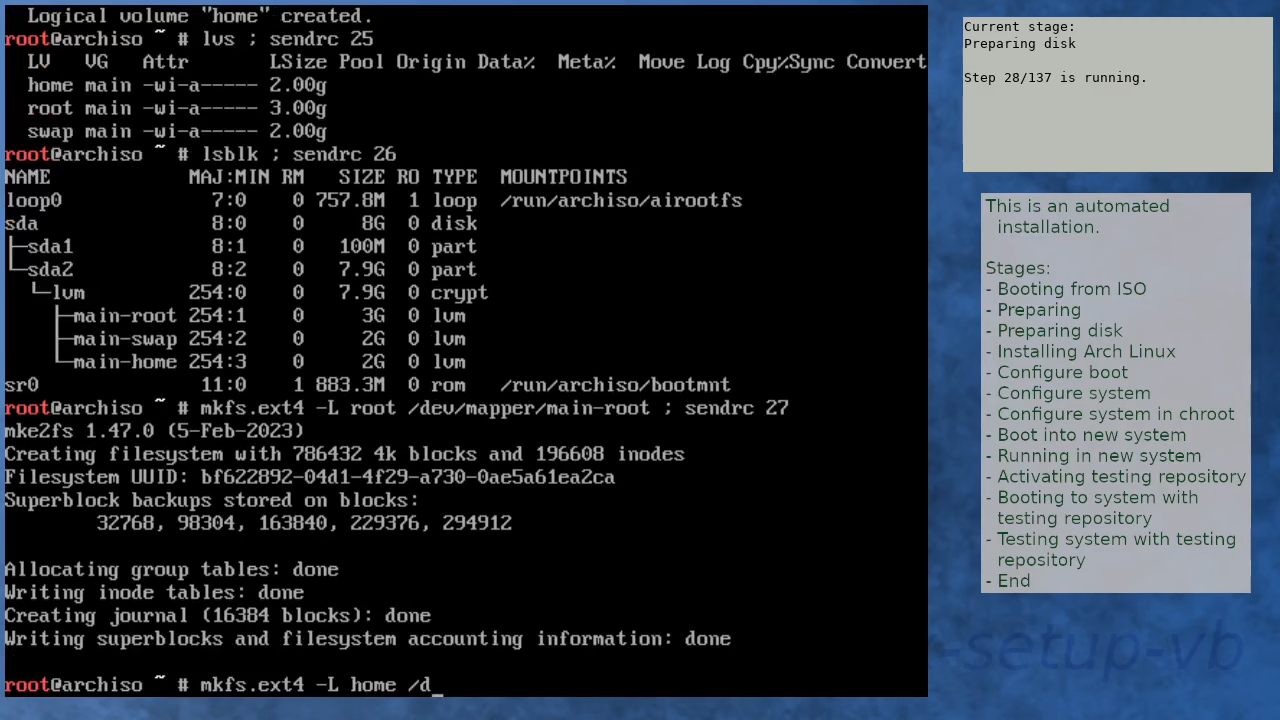 Logical volume "home" created.
root@archiso ~ # lvs ; sendrc 25
  LV   VG   Attr       LSize Pool Origin Data%  Meta%  Move Log Cpy%Sync Convert
  home main -wi-a----- 2.00g
  root main -wi-a----- 3.00g
  swap main -wi-a----- 2.00g
root@archiso ~ # lsblk ; sendrc 26
NAME            MAJ:MIN RM   SIZE RO TYPE  MOUNTPOINTS
loop0             7:0    0 757.8M  1 loop  /run/archiso/airootfs
sda               8:0    0     8G  0 disk
├─sda1            8:1    0   100M  0 part
└─sda2            8:2    0   7.9G  0 part
  └─lvm         254:0    0   7.9G  0 crypt
    ├─main-root 254:1    0     3G  0 lvm
    ├─main-swap 254:2    0     2G  0 lvm
    └─main-home 254:3    0     2G  0 lvm
sr0              11:0    1 883.3M  0 rom   /run/archiso/bootmnt
root@archiso ~ # mkfs.ext4 -L root /dev/mapper/main-root ; sendrc 27
mke2fs 1.47.0 (5-Feb-2023)
Creating filesystem with 786432 4k blocks and 196608 inodes
Filesystem UUID: bf622892-04d1-4f29-a730-0ae5a61ea2ca
Superblock backups stored on blocks:
        32768, 98304, 163840, 229376, 294912

Allocating group tables: done
Writing inode tables: done
Creating journal (16384 blocks): done
Writing superblocks and filesystem accounting information: done

root@archiso ~ # mkfs.ext4 -L home /d_
Current stage:
Preparing disk

Step 28/137 is running.
This is an automated
installation.

Stages:
- Booting from ISO
- Preparing
- Preparing disk
- Installing Arch Linux
- Configure boot
- Configure system
- Configure system in chroot
- Boot into new system
- Running in new system
- Activating testing repository
- Booting to system with
testing repository
- Testing system with testing
repository
- End
-setup-vb